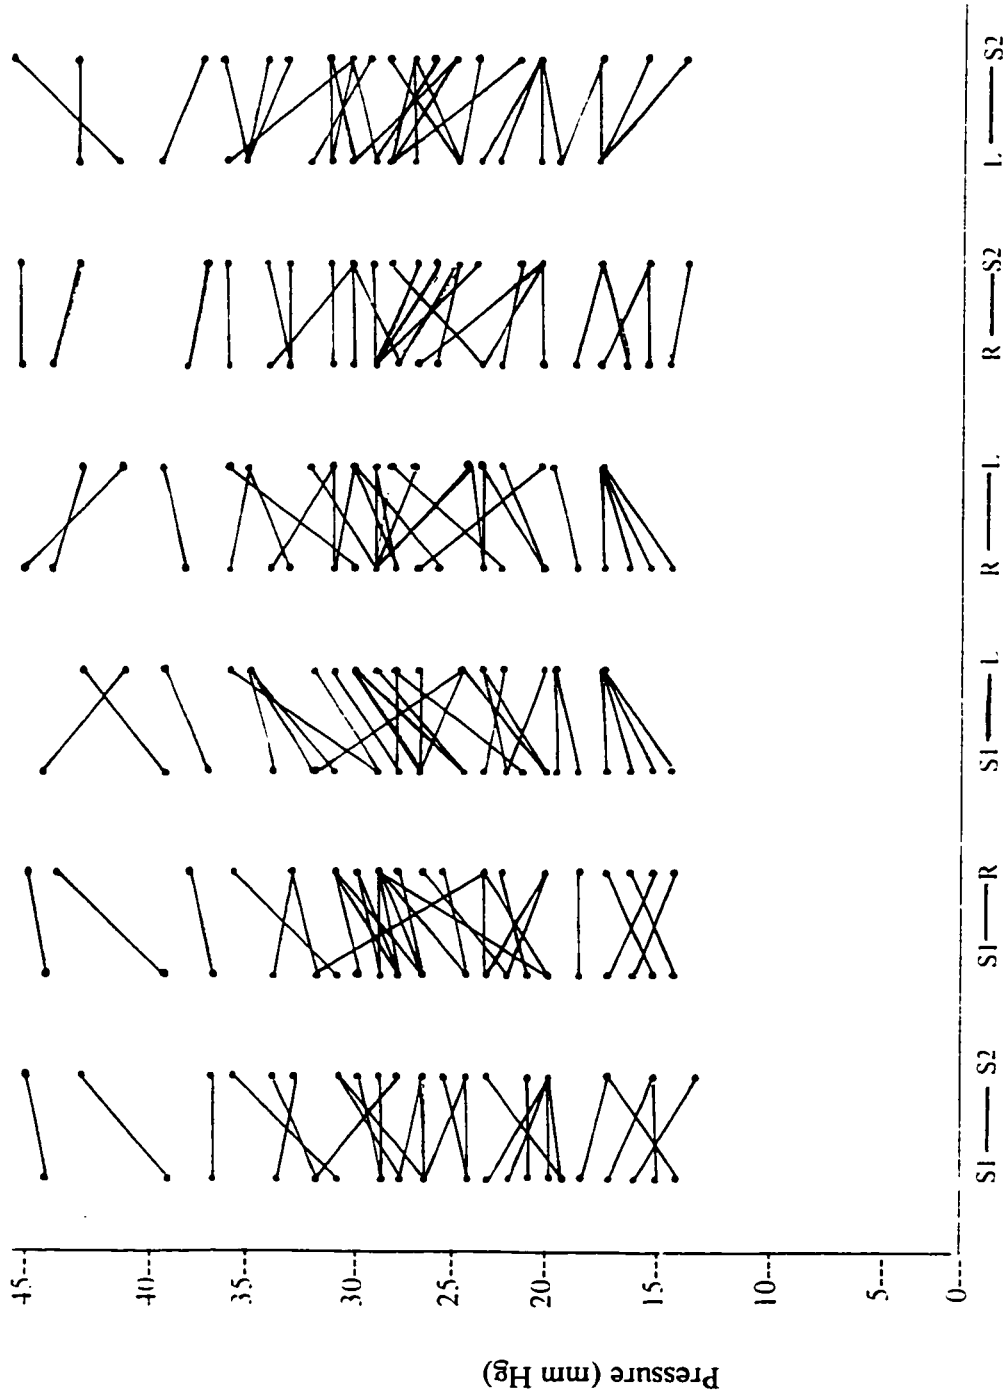 Pressure (mm Hg)
45--
40--
35---
30---
25---
20---
15---
10---
5---
0---
S1 —— S2
S1 —— R
S1 —— L
R —— L
R —— S2
L —— S2